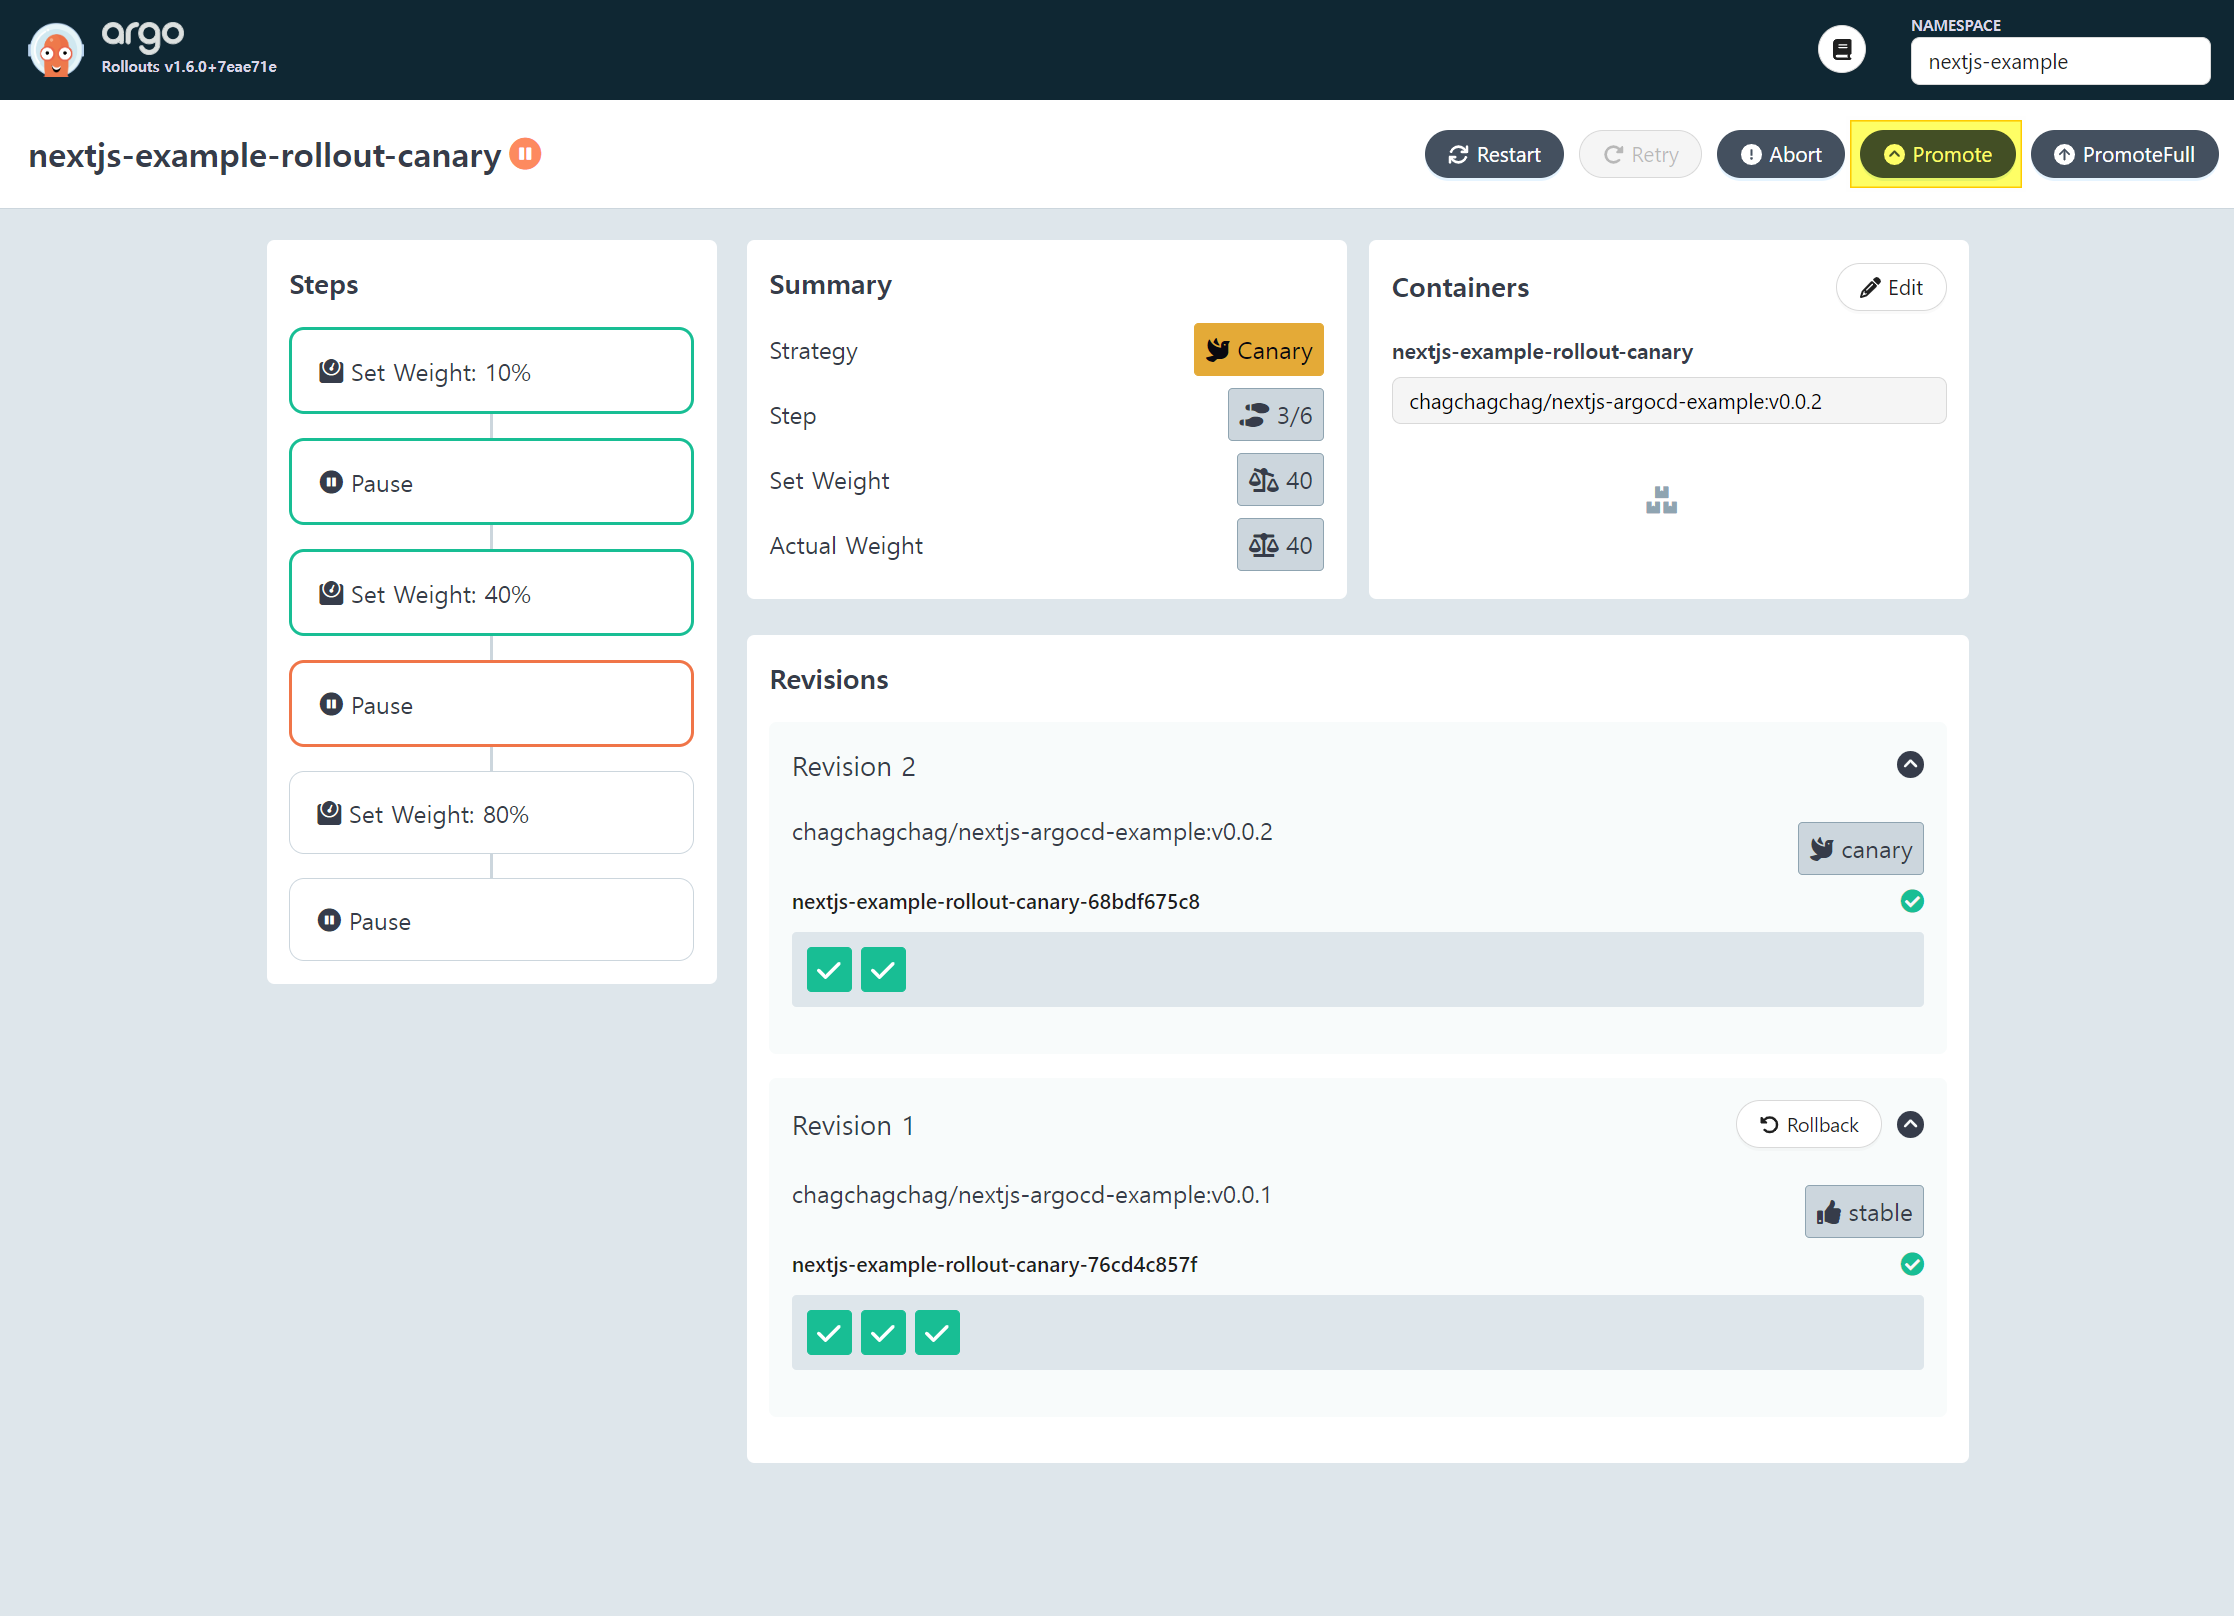 argo
Rollouts v1.6.0+7eae71e
NAMESPACE
nextjs-example
nextjs-example-rollout-canary
Restart
Retry
Abort
Promote
PromoteFull
Steps
Set Weight: 10%
Pause
Set Weight: 40%
Pause
Set Weight: 80%
Pause
Summary
Strategy
Canary
Step
3/6
Set Weight
40
Actual Weight
40
Containers
Edit
nextjs-example-rollout-canary
chagchagchag/nextjs-argocd-example:v0.0.2
Revisions
Revision 2
chagchagchag/nextjs-argocd-example:v0.0.2
canary
nextjs-example-rollout-canary-68bdf675c8
Revision 1
Rollback
chagchagchag/nextjs-argocd-example:v0.0.1
stable
nextjs-example-rollout-canary-76cd4c857f